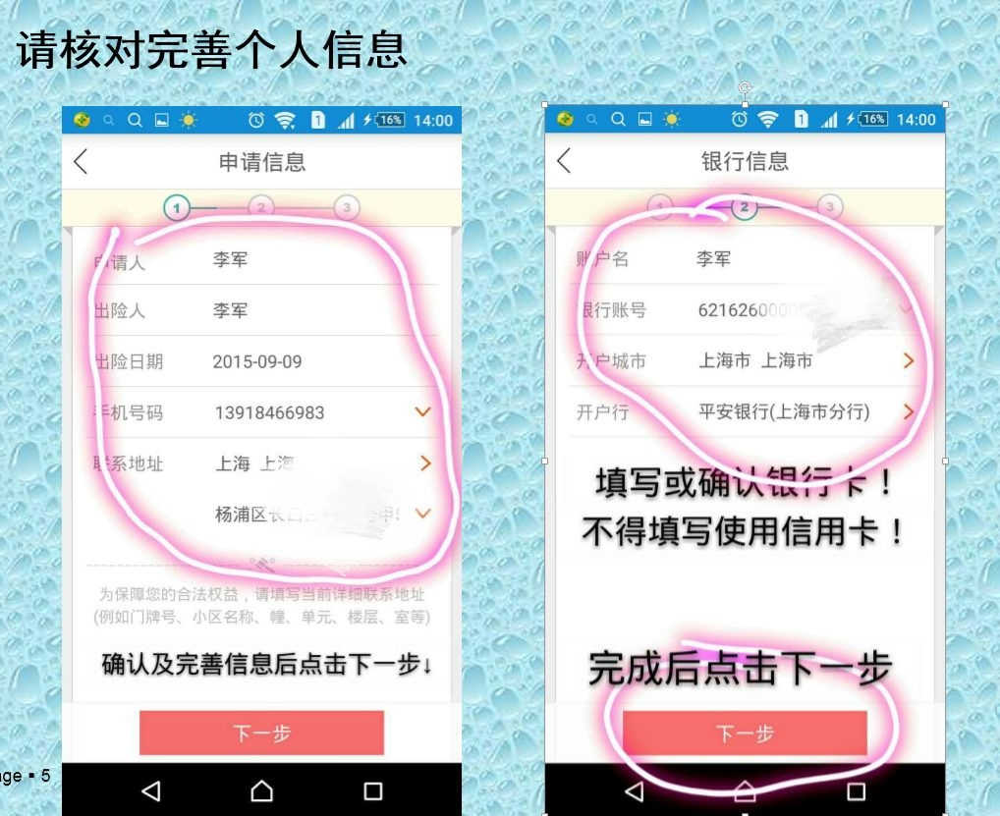 请核对完善个人信息
1 16% 14:00
申请信息
1 2 3
申请人 李军
出险人 李军
出险日期 2015-09-09
手机号码 13918466983
联系地址 上海 上海
杨浦区长
为保障您的合法权益，请填写当前详细联系地址
(例如门牌号、小区名称、幢、单元、楼层、室等)
确认及完善信息后点击下一步↓
下一步
1 16% 14:00
银行信息
1 2 3
账户名 李军
银行账号 6216260000
开户城市 上海市 上海市
开户行 平安银行(上海市分行)
填写或确认银行卡！
不得填写使用信用卡！
完成后点击下一步
下一步
age ▪ 5